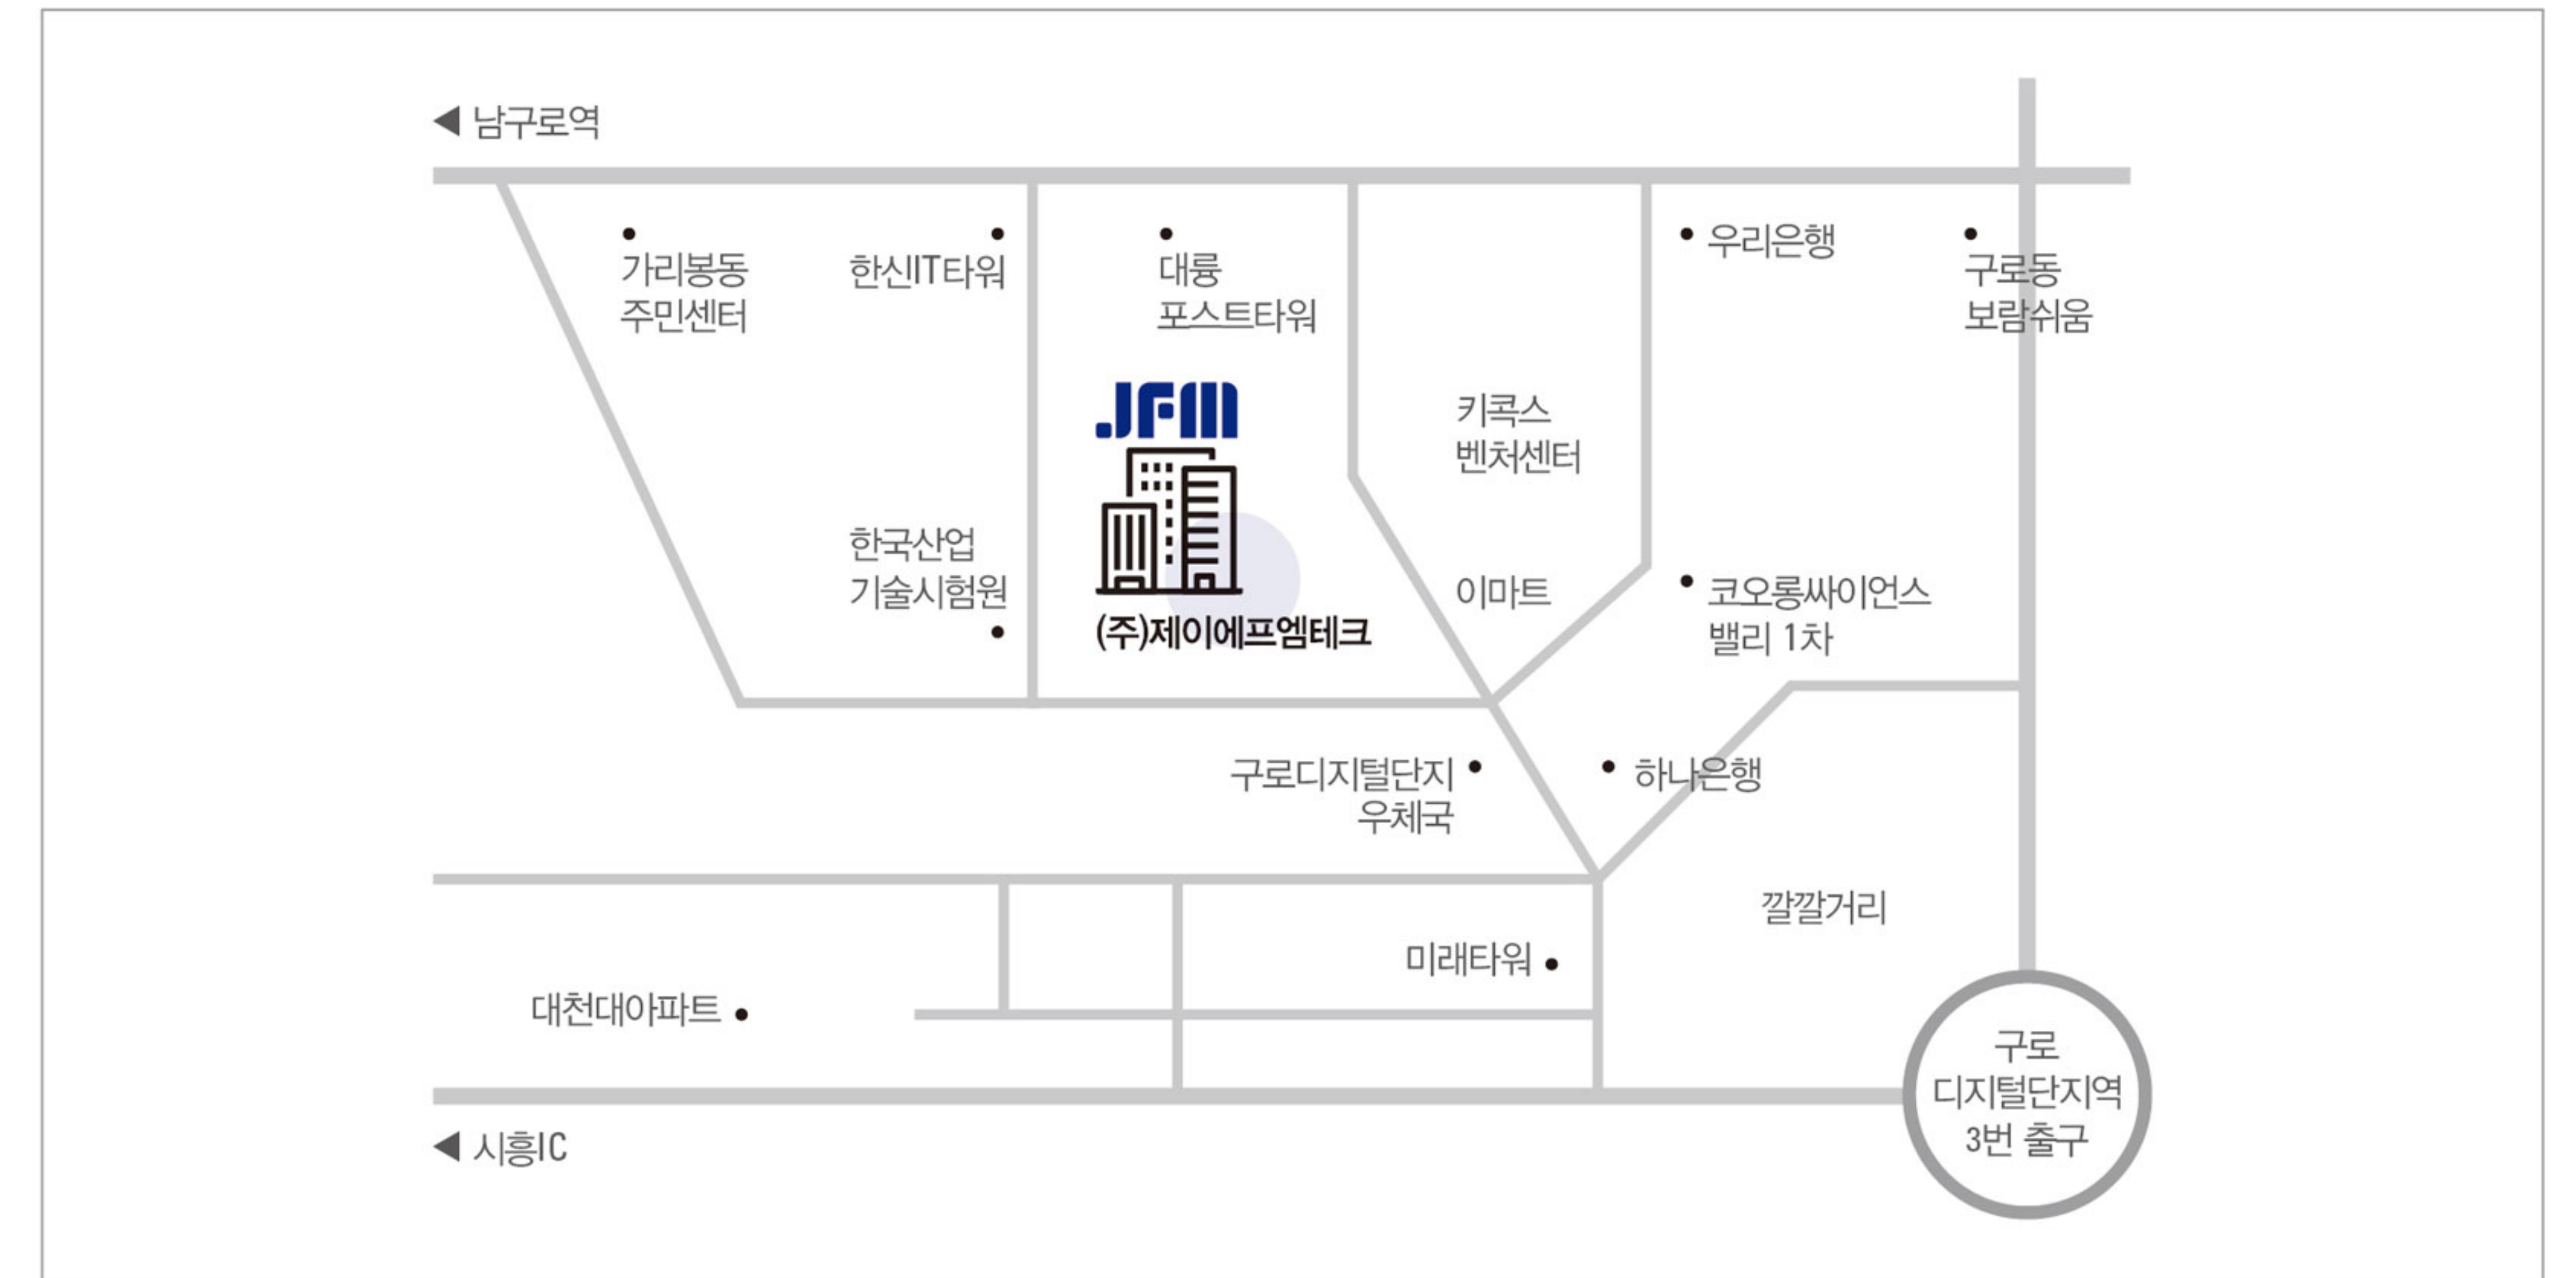 남구로역
가리봉동
주민센터
한신IT타워
대륭
포스트타워
우리은행
구로동
보람쉬움
JFM
키콕스
벤처센터
한국산업
기술시험원
이마트
코오롱싸이언스
밸리 1차
(주)제이에프엠테크
구로디지털단지
우체국
하나은행
깔깔거리
미래타워
대천대아파트
구로
디지털단지역
3번 출구
시흥IC